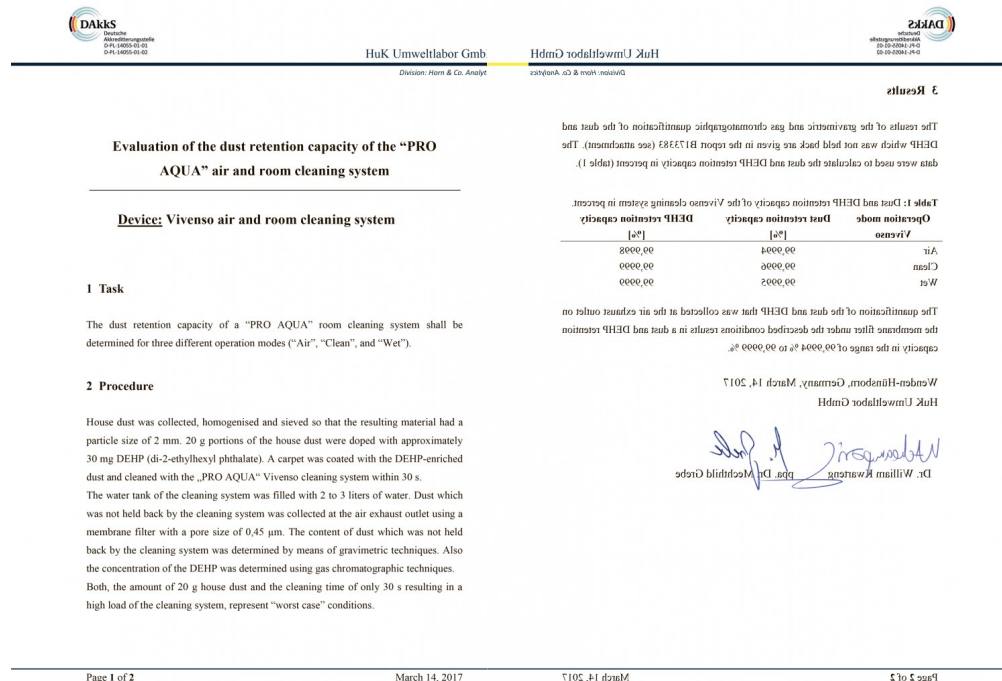 DAkkS
Deutsche
Akkreditierungsstelle
D-PL-14055-01-01
D-PL-14055-01-02
HuK Umweltlabor Gmb
Division: Horn & Co. Analyt
Evaluation of the dust retention capacity of the “PRO
AQUA” air and room cleaning system
Device: Vivenso air and room cleaning system
1 Task
The dust retention capacity of a “PRO AQUA” room cleaning system shall be
determined for three different operation modes (“Air”, “Clean”, and “Wet”).
2 Procedure
House dust was collected, homogenised and sieved so that the resulting material had a
particle size of 2 mm. 20 g portions of the house dust were doped with approximately
30 mg DEHP (di-2-ethylhexyl phthalate). A carpet was coated with the DEHP-enriched
dust and cleaned with the „PRO AQUA“ Vivenso cleaning system within 30 s.
The water tank of the cleaning system was filled with 2 to 3 liters of water. Dust which
was not held back by the cleaning system was collected at the air exhaust outlet using a
membrane filter with a pore size of 0,45 μm. The content of dust which was not held
back by the cleaning system was determined by means of gravimetric techniques. Also
the concentration of the DEHP was determined using gas chromatographic techniques.
Both, the amount of 20 g house dust and the cleaning time of only 30 s resulting in a
high load of the cleaning system, represent “worst case” conditions.
Page 1 of 2 March 14, 2017
DAkkS
Deutsche
Akkreditierungsstelle
D-PL-14055-01-01
D-PL-14055-01-02
HuK Umweltlabor GmbH
Division: Horn & Co. Analytics
3 Results
The results of the gravimetric and gas chromatographic quantification of the dust and
DEHP which was not held back are given in the report B173383 (see attachment). The
data were used to calculate the dust and DEHP retention capacity in percent (table 1).
Table 1: Dust and DEHP retention capacity of the Vivenso cleaning system in percent.
Operation mode Dust retention capacity DEHP retention capacity
Vivenso [%] [%]
Air 99,9994 99,9998
Clean 99,9996 99,9999
Wet 99,9995 99,9999
The quantification of the dust and DEHP that was collected at the air exhaust outlet on
the membrane filter under the described conditions results in a dust and DEHP retention
capacity in the range of 99,9994 % to 99,9999 %.
Wenden-Hünsborn, Germany, March 14, 2017
HuK Umweltlabor GmbH
Dr. William Kwarteng ppa. Dr. Mechthild Grebe
Page 2 of 2 March 14, 2017